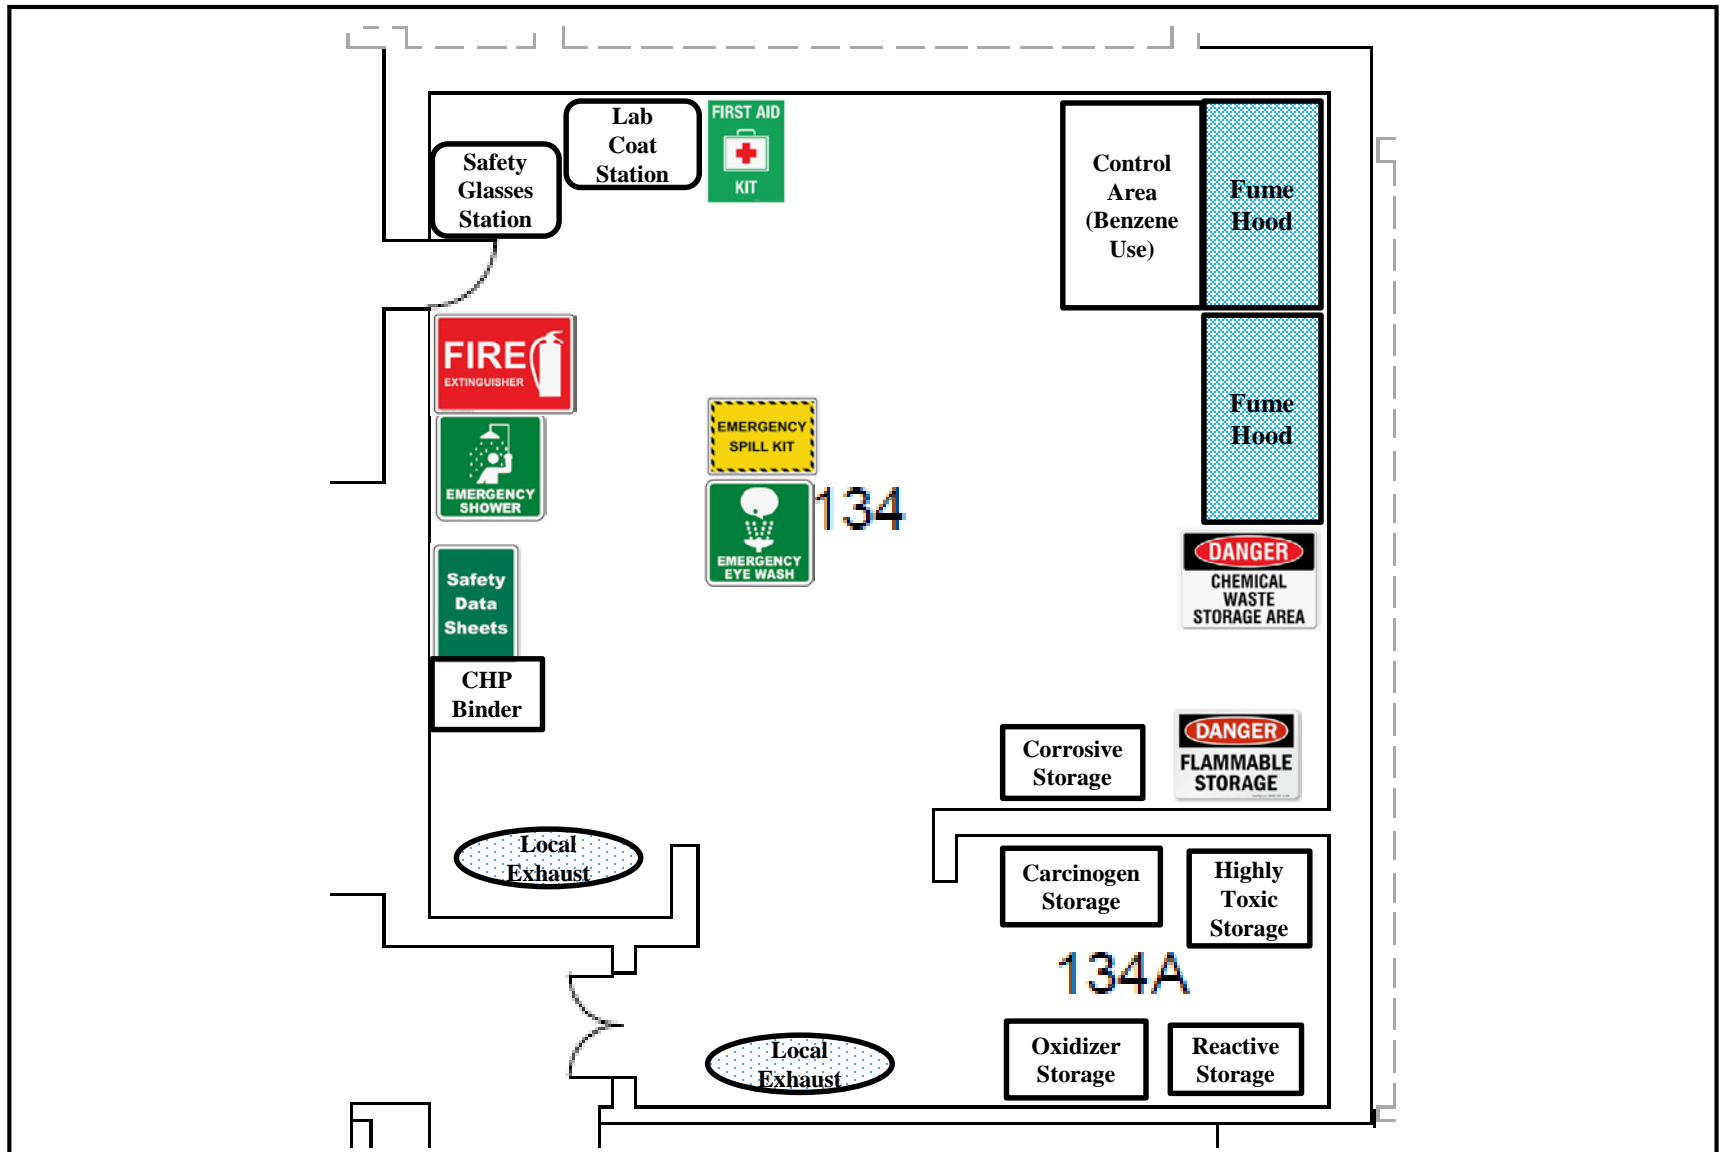 Lab
Coat
Station
FIRST AID
KIT
Safety
Glasses
Station
Control
Area
(Benzene
Use)
Fume
Hood
FIRE
EXTINGUISHER
EMERGENCY
SHOWER
EMERGENCY
SPILL KIT
134
EMERGENCY
EYE WASH
Fume
Hood
DANGER
CHEMICAL
WASTE
STORAGE AREA
Safety
Data
Sheets
CHP
Binder
Corrosive
Storage
DANGER
FLAMMABLE
STORAGE
Local
Exhaust
Carcinogen
Storage
Highly
Toxic
Storage
134A
Local
Exhaust
Oxidizer
Storage
Reactive
Storage